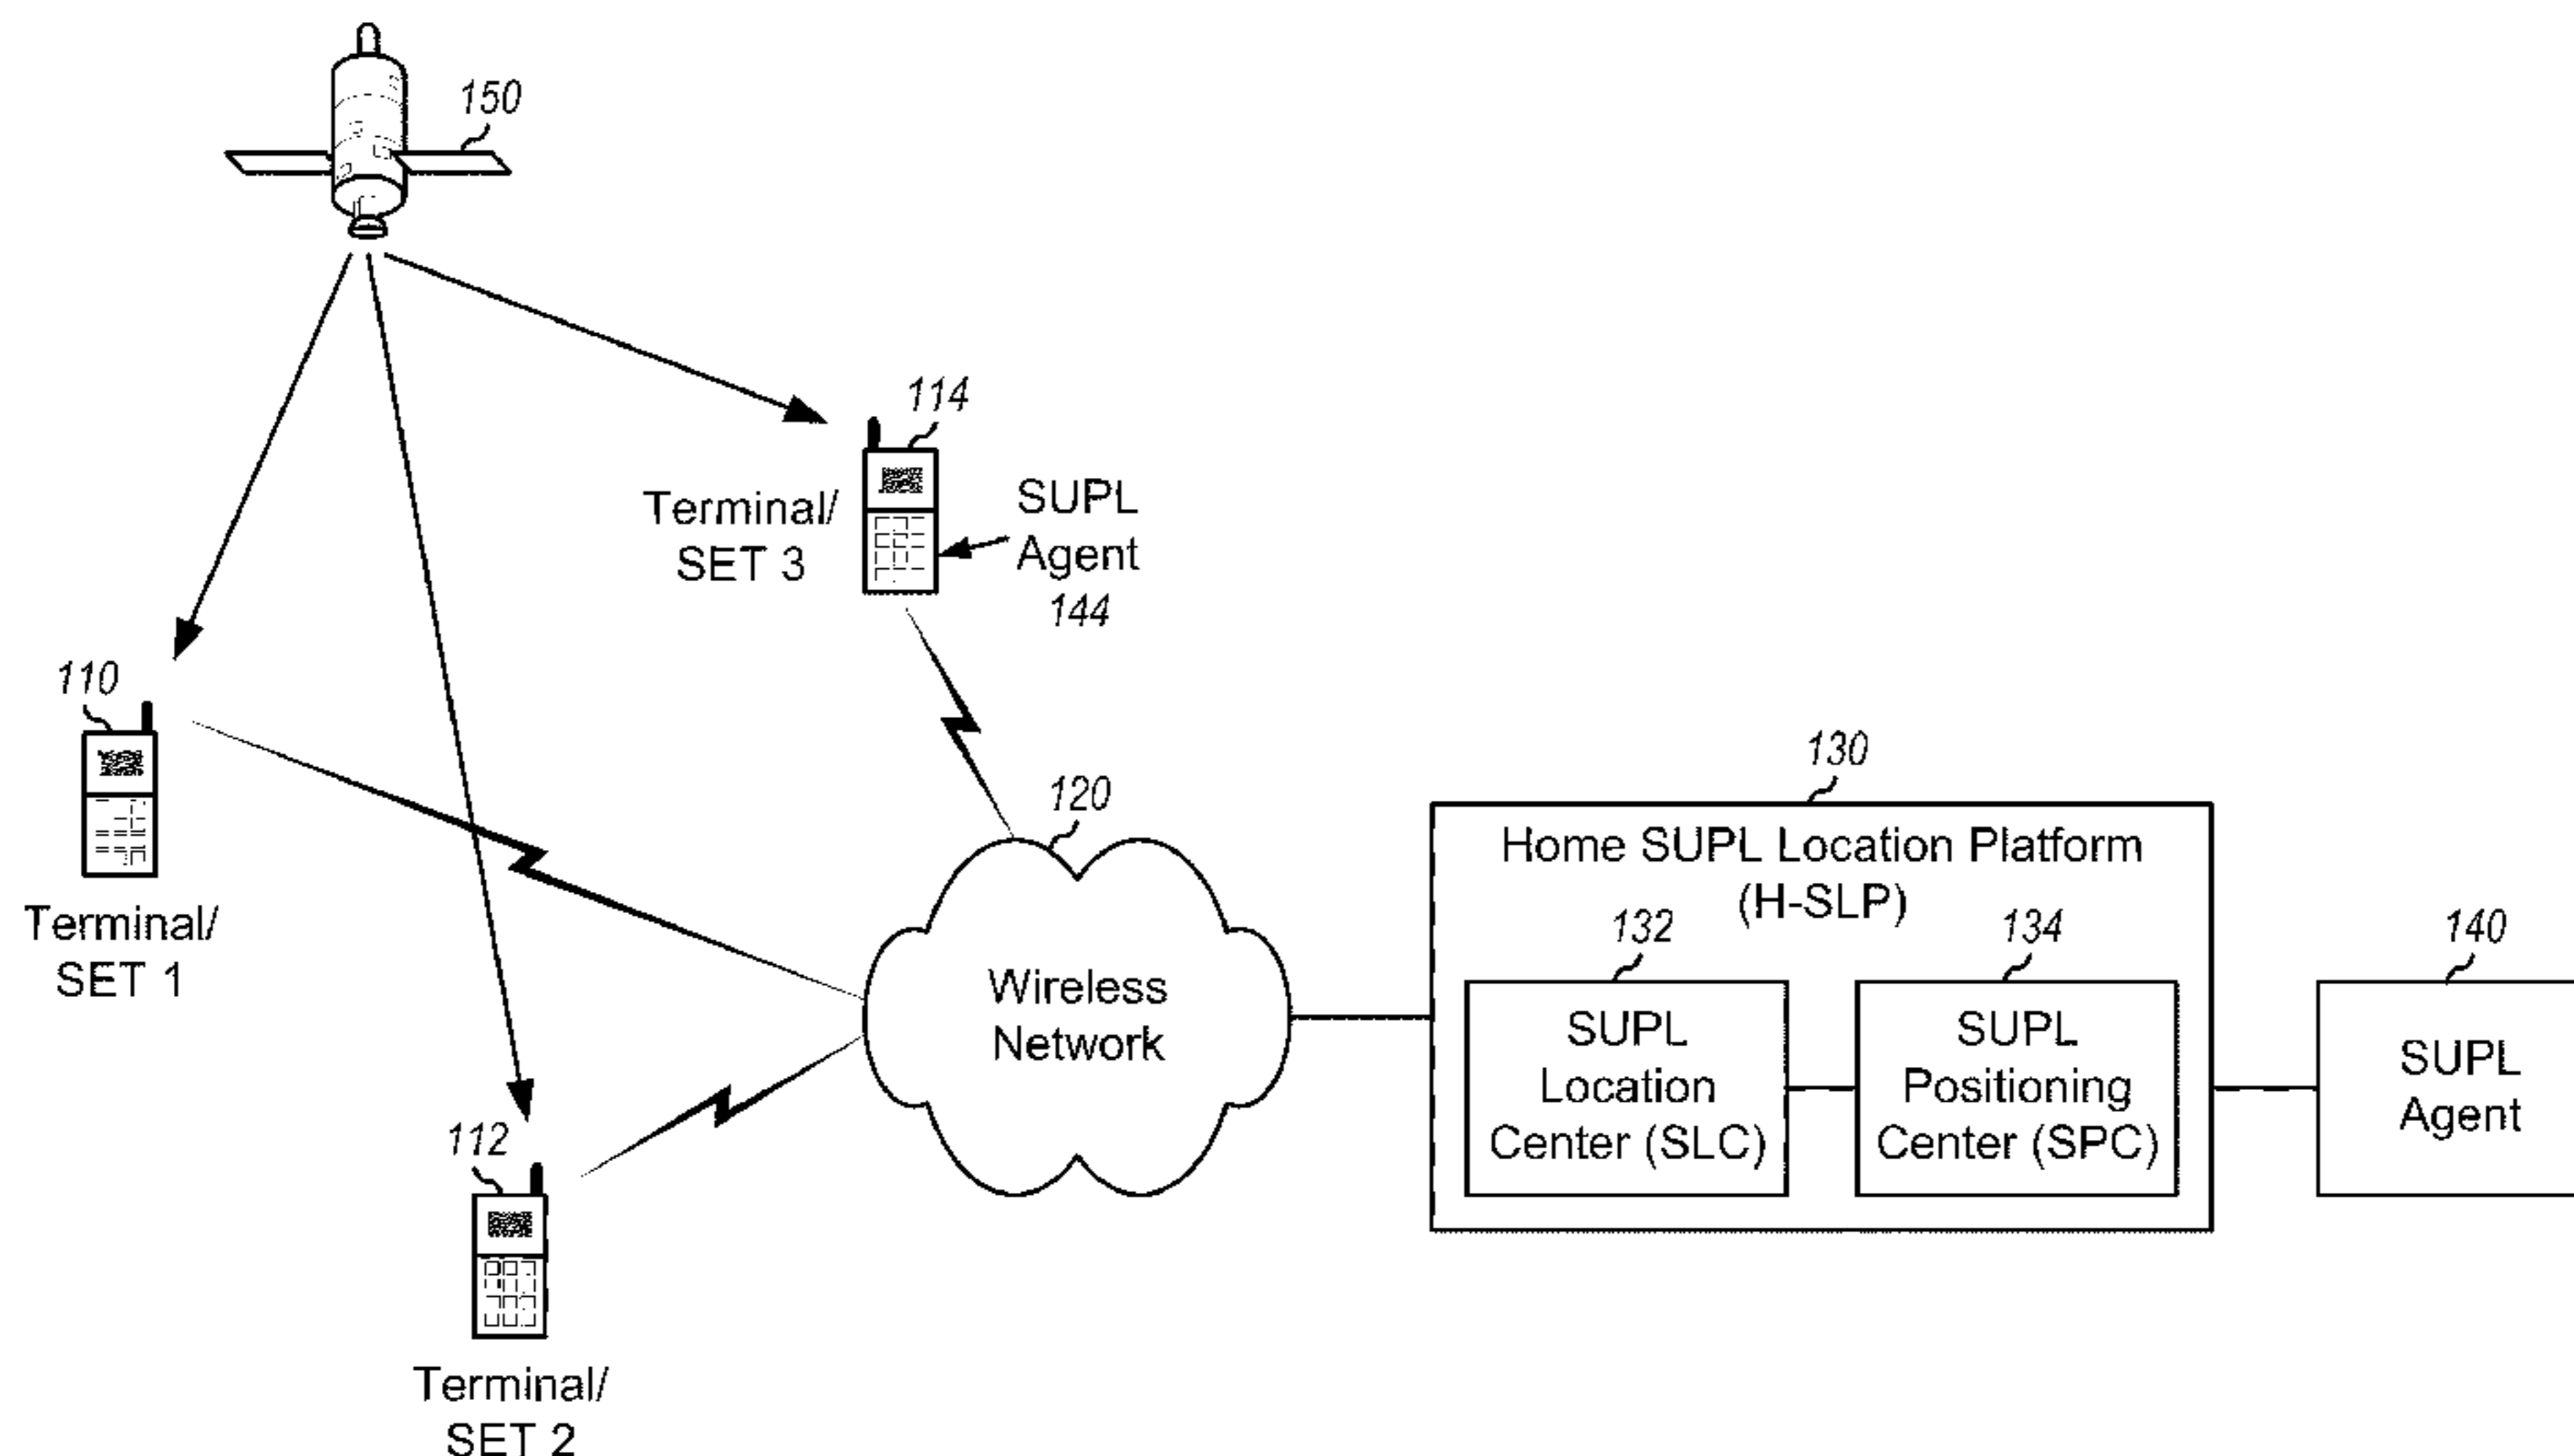 150
114
Terminal/
SET 3
SUPL
Agent
144
110
Terminal/
SET 1
120
Wireless
Network
130
Home SUPL Location Platform
(H-SLP)
132
SUPL
Location
Center (SLC)
134
SUPL
Positioning
Center (SPC)
140
SUPL
Agent
112
Terminal/
SET 2